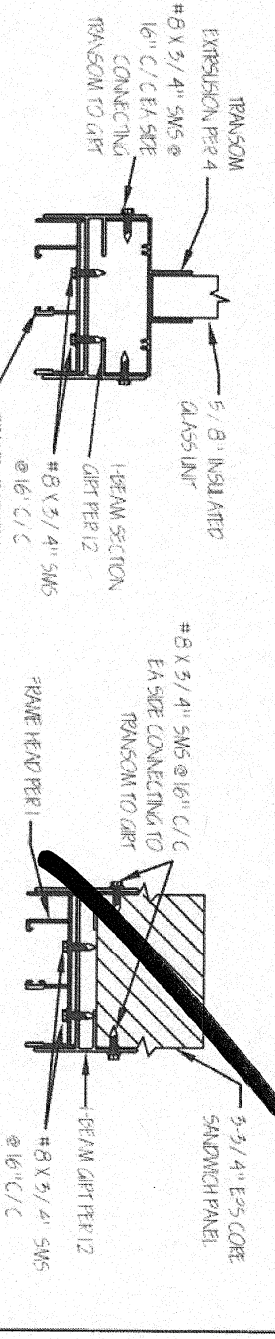 TRANSOM
EXTRUSION PER 4
5/8" INSULATED
GLASS UNIT
#8 X 3/4" SMS @
16" C/C EA SIDE
CONNECTING
TRANSOM TO GIRT
I-BEAM SECTION
GIRT PER 12
#8 X 3/4" SMS
@ 16" C/C
#8 X 3/4" SMS @ 16" C/C
EA SIDE CONNECTING TO
TRANSOM TO GIRT
3-3/4" EPS CORE
SANDWICH PANEL
FRAME HEAD PER 1
I-BEAM GIRT PER 12
#8 X 3/4" SMS
@ 16" C/C